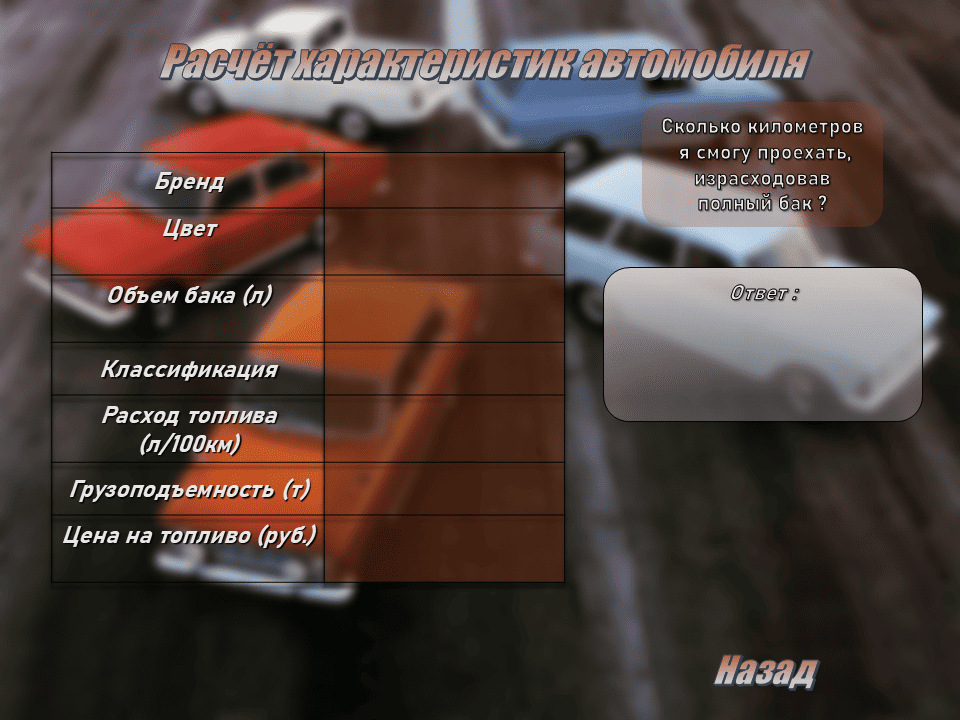 Расчёт характеристик автомобиля
Сколько километров
я смогу проехать,
израсходовав
полный бак ?
Бренд
Цвет
Объем бака (л)
Классификация
Расход топлива
(л/100км)
Грузоподъемность (т)
Цена на топливо (руб.)
Ответ :
Назад